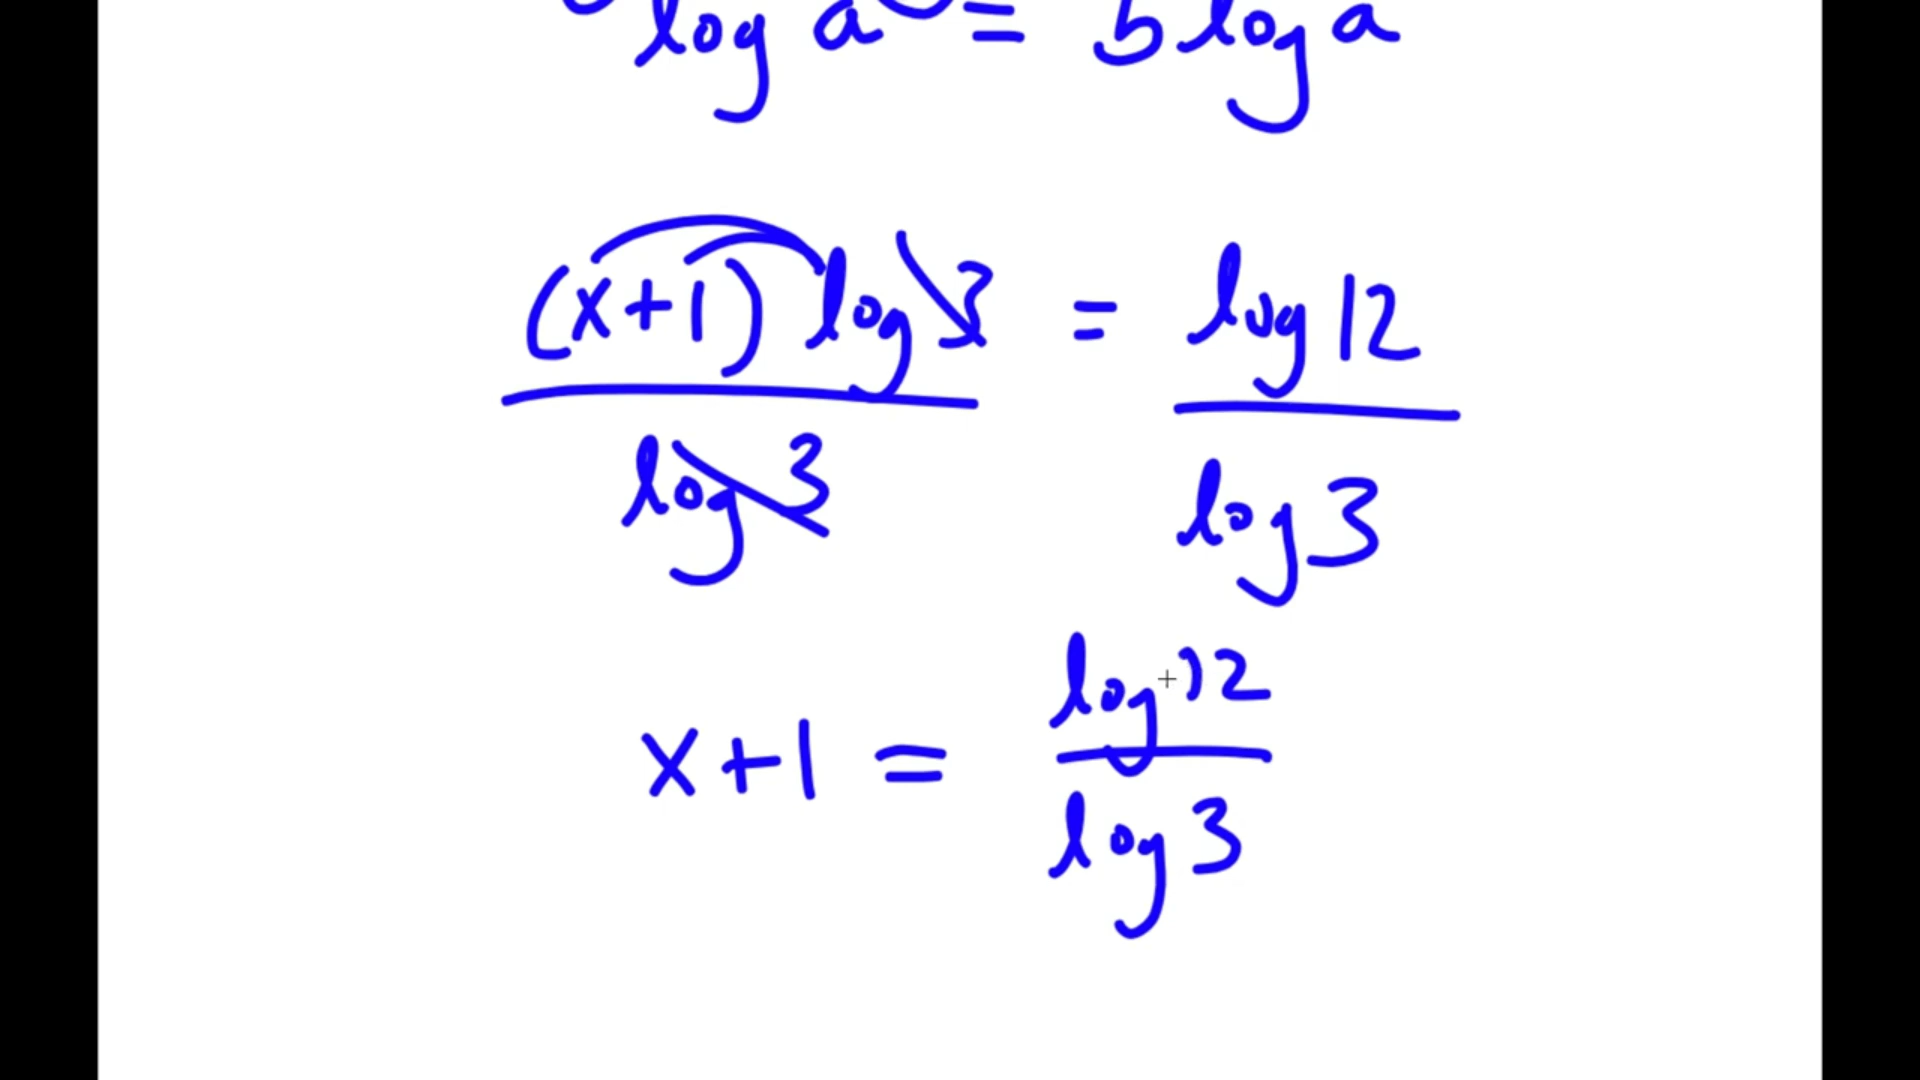 log a = b log a
(x+1) log 3 = log 12
log 3 log 3
x+1 = log 12
log 3